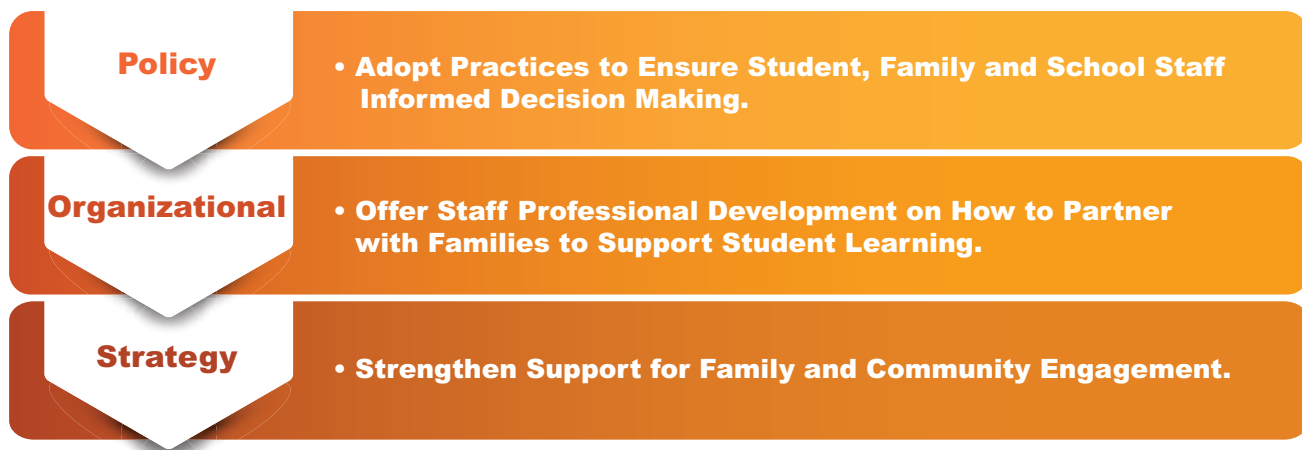 Policy
• Adopt Practices to Ensure Student, Family and School Staff
Informed Decision Making.
Organizational
• Offer Staff Professional Development on How to Partner
with Families to Support Student Learning.
Strategy
• Strengthen Support for Family and Community Engagement.